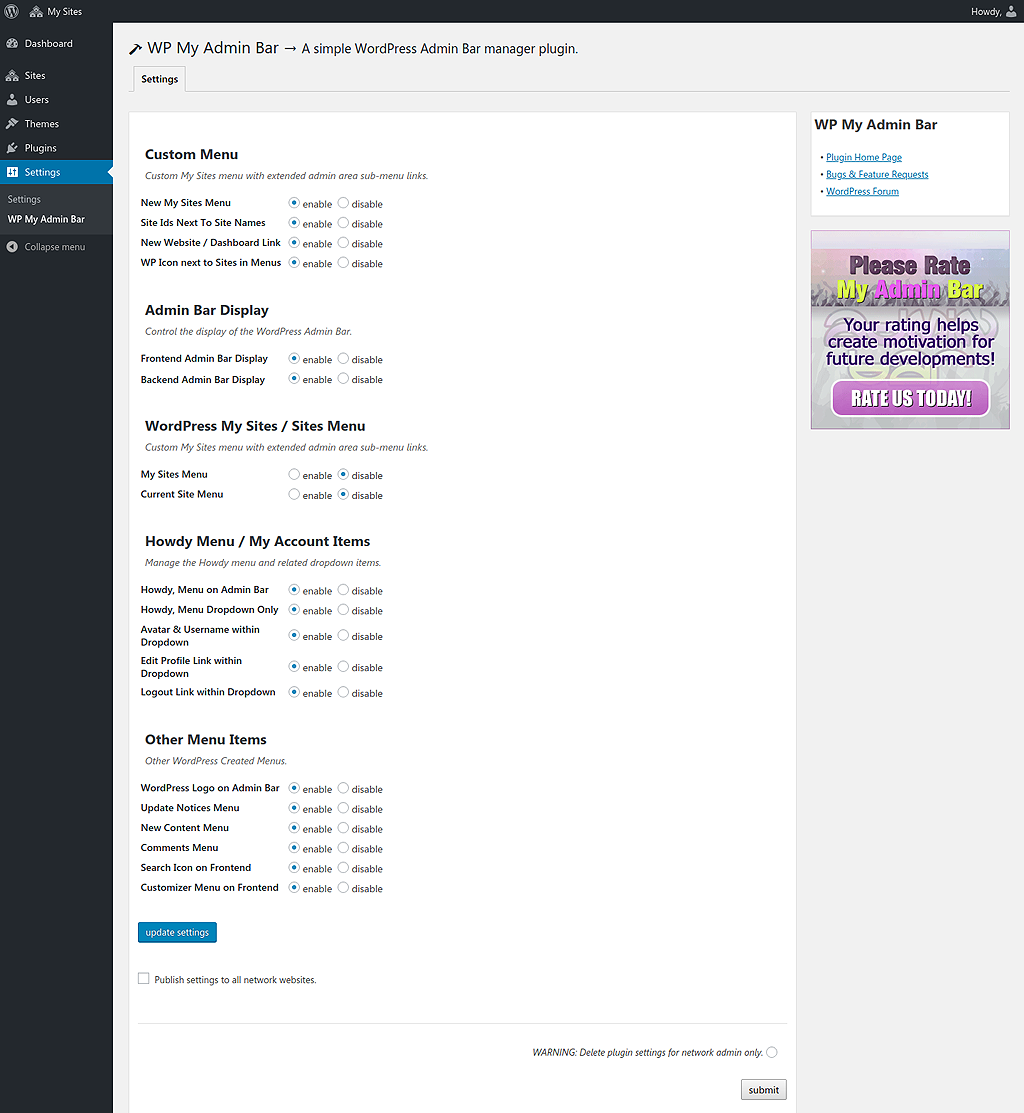 My Sites
Howdy,
Dashboard
Sites
Users
Themes
Plugins
Settings
Settings
WP My Admin Bar
Collapse menu
WP My Admin Bar → A simple WordPress Admin Bar manager plugin.
Settings
Custom Menu
Custom My Sites menu with extended admin area sub-menu links.
New My Sites Menu enable disable
Site Ids Next To Site Names enable disable
New Website / Dashboard Link enable disable
WP Icon next to Sites in Menus enable disable
Admin Bar Display
Control the display of the WordPress Admin Bar.
Frontend Admin Bar Display enable disable
Backend Admin Bar Display enable disable
WordPress My Sites / Sites Menu
Custom My Sites menu with extended admin area sub-menu links.
My Sites Menu enable disable
Current Site Menu enable disable
Howdy Menu / My Account Items
Manage the Howdy menu and related dropdown items.
Howdy, Menu on Admin Bar enable disable
Howdy, Menu Dropdown Only enable disable
Avatar & Username within
Dropdown enable disable
Edit Profile Link within
Dropdown enable disable
Logout Link within Dropdown enable disable
Other Menu Items
Other WordPress Created Menus.
WordPress Logo on Admin Bar enable disable
Update Notices Menu enable disable
New Content Menu enable disable
Comments Menu enable disable
Search Icon on Frontend enable disable
Customizer Menu on Frontend enable disable
update settings
Publish settings to all network websites.
WARNING: Delete plugin settings for network admin only.
submit
WP My Admin Bar
• Plugin Home Page
• Bugs & Feature Requests
• WordPress Forum
Please Rate
My Admin Bar
Your rating helps
create motivation for
future developments!
RATE US TODAY!